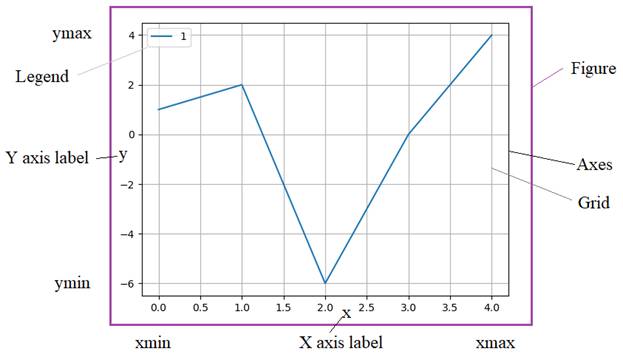 ymax
4
1
Legend
Figure
2
0
Y axis label
y
Axes
−2
Grid
−4
ymin
−6
0.0 0.5 1.0 1.5 2.0 2.5 3.0 3.5 4.0
x
xmin X axis label xmax